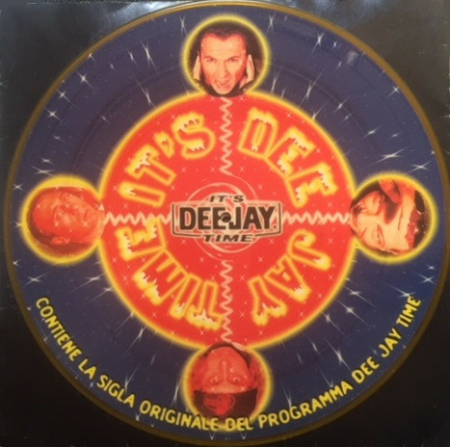 IT'S DEE
JAY TIME
IT'S
DEEJAY
TIME
CONTIENE LA SIGLA ORIGINALE DEL PROGRAMMA DEE JAY TIME